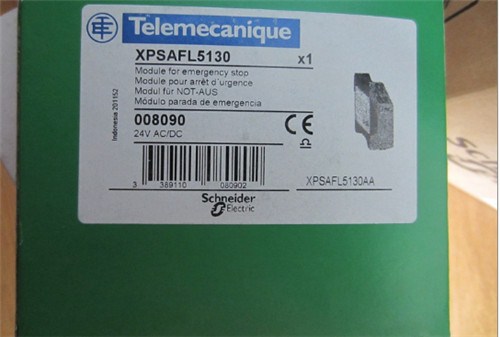 Telemecanique
XPSAFL5130 x1
Module for emergency stop
Module pour arrêt d'urgence
Modul für NOT-AUS
Módulo parada de emergencia
008090
24V AC/DC
CE
Indonesia 201152
3 389110 080902
XPSAFL5130AA
Schneider
Electric